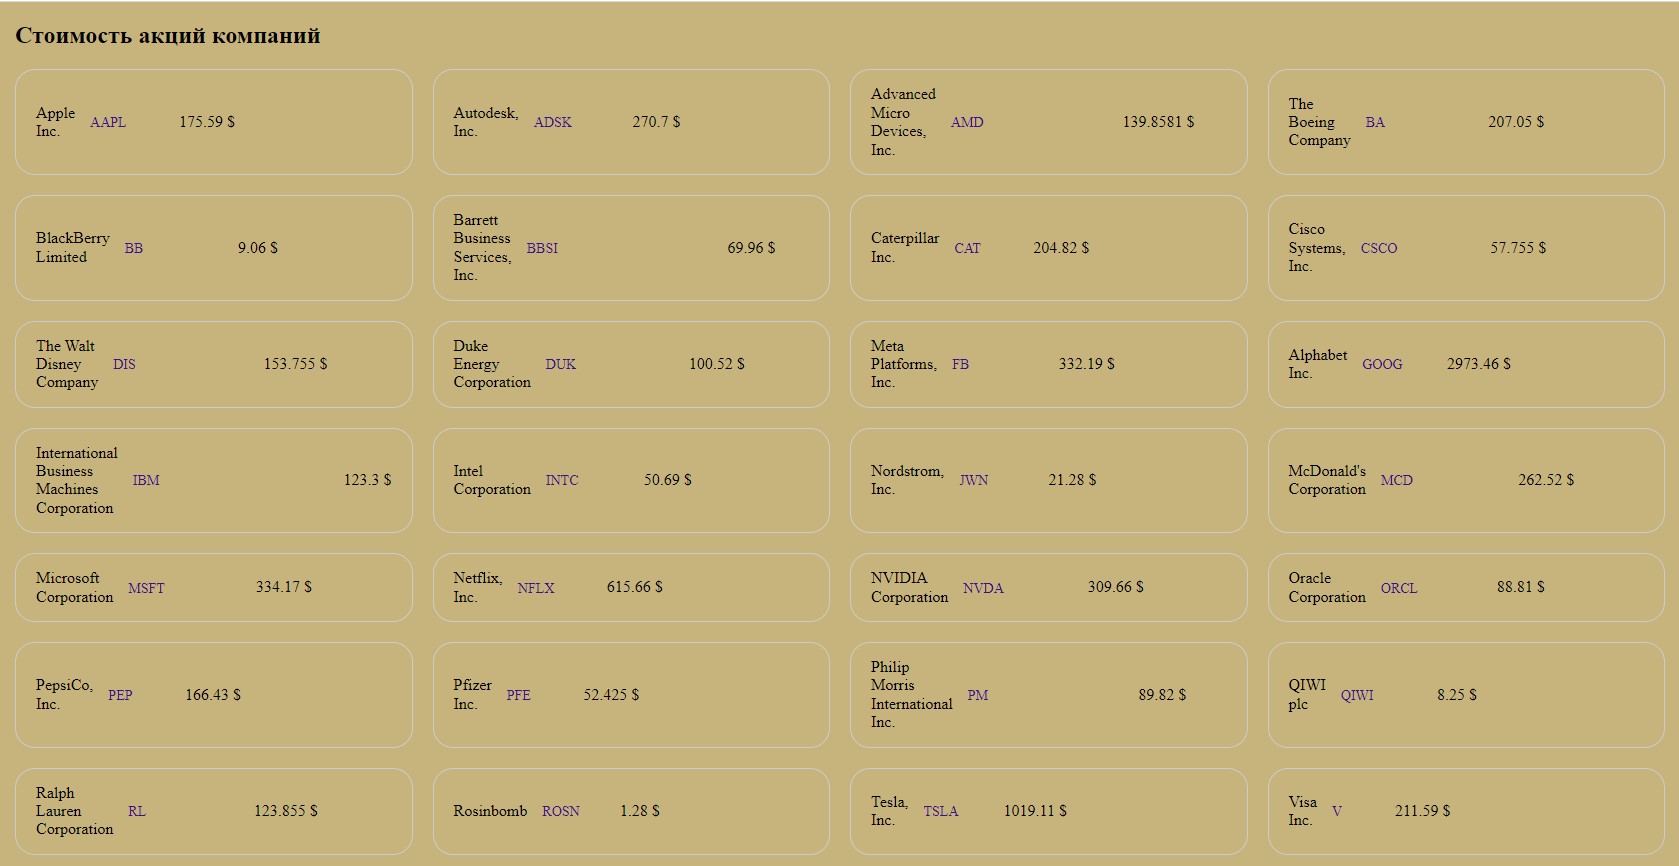 Стоимость акций компаний
Apple
Inc.
AAPL
175.59 $
Autodesk,
Inc.
ADSK
270.7 $
Advanced
Micro
Devices,
Inc.
AMD
139.8581 $
The
Boeing
Company
BA
207.05 $
BlackBerry
Limited
BB
9.06 $
Barrett
Business
Services,
Inc.
BBSI
69.96 $
Caterpillar
Inc.
CAT
204.82 $
Cisco
Systems,
Inc.
CSCO
57.755 $
The Walt
Disney
Company
DIS
153.755 $
Duke
Energy
Corporation
DUK
100.52 $
Meta
Platforms,
Inc.
FB
332.19 $
Alphabet
Inc.
GOOG
2973.46 $
International
Business
Machines
Corporation
IBM
123.3 $
Intel
Corporation
INTC
50.69 $
Nordstrom,
Inc.
JWN
21.28 $
McDonald's
Corporation
MCD
262.52 $
Microsoft
Corporation
MSFT
334.17 $
Netflix,
Inc.
NFLX
615.66 $
NVIDIA
Corporation
NVDA
309.66 $
Oracle
Corporation
ORCL
88.81 $
PepsiCo,
Inc.
PEP
166.43 $
Pfizer
Inc.
PFE
52.425 $
Philip
Morris
International
Inc.
PM
89.82 $
QIWI
plc
QIWI
8.25 $
Ralph
Lauren
Corporation
RL
123.855 $
Rosinbomb
ROSN
1.28 $
Tesla,
Inc.
TSLA
1019.11 $
Visa
Inc.
V
211.59 $